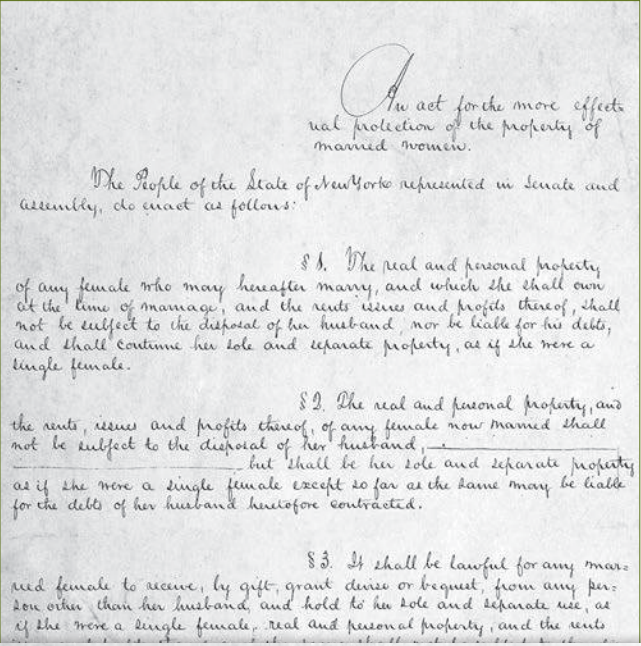 An act for the more effect-
ual protection of the property of
married women.
The People of the State of New York represented in Senate and
assembly, do enact as follows:
§ 1. The real and personal property
of any female who may hereafter marry, and which she shall own
at the time of marriage, and the rents issues and profits thereof, shall
not be subject to the disposal of her husband, nor be liable for his debts,
and shall continue her sole and separate property, as if she were a
single female.
§ 2. The real and personal property, and
the rents, issues and profits thereof, of any female now married shall
not be subject to the disposal of her husband,
but shall be her sole and separate property
as if she were a single female except so far as the same may be liable
for the debts of her husband heretofore contracted.
§ 3. It shall be lawful for any mar=
ried female to receive, by gift, grant devise or bequest, from any per=
son other than her husband, and hold to her sole and separate use, as
if she were a single female, real and personal property, and the rents